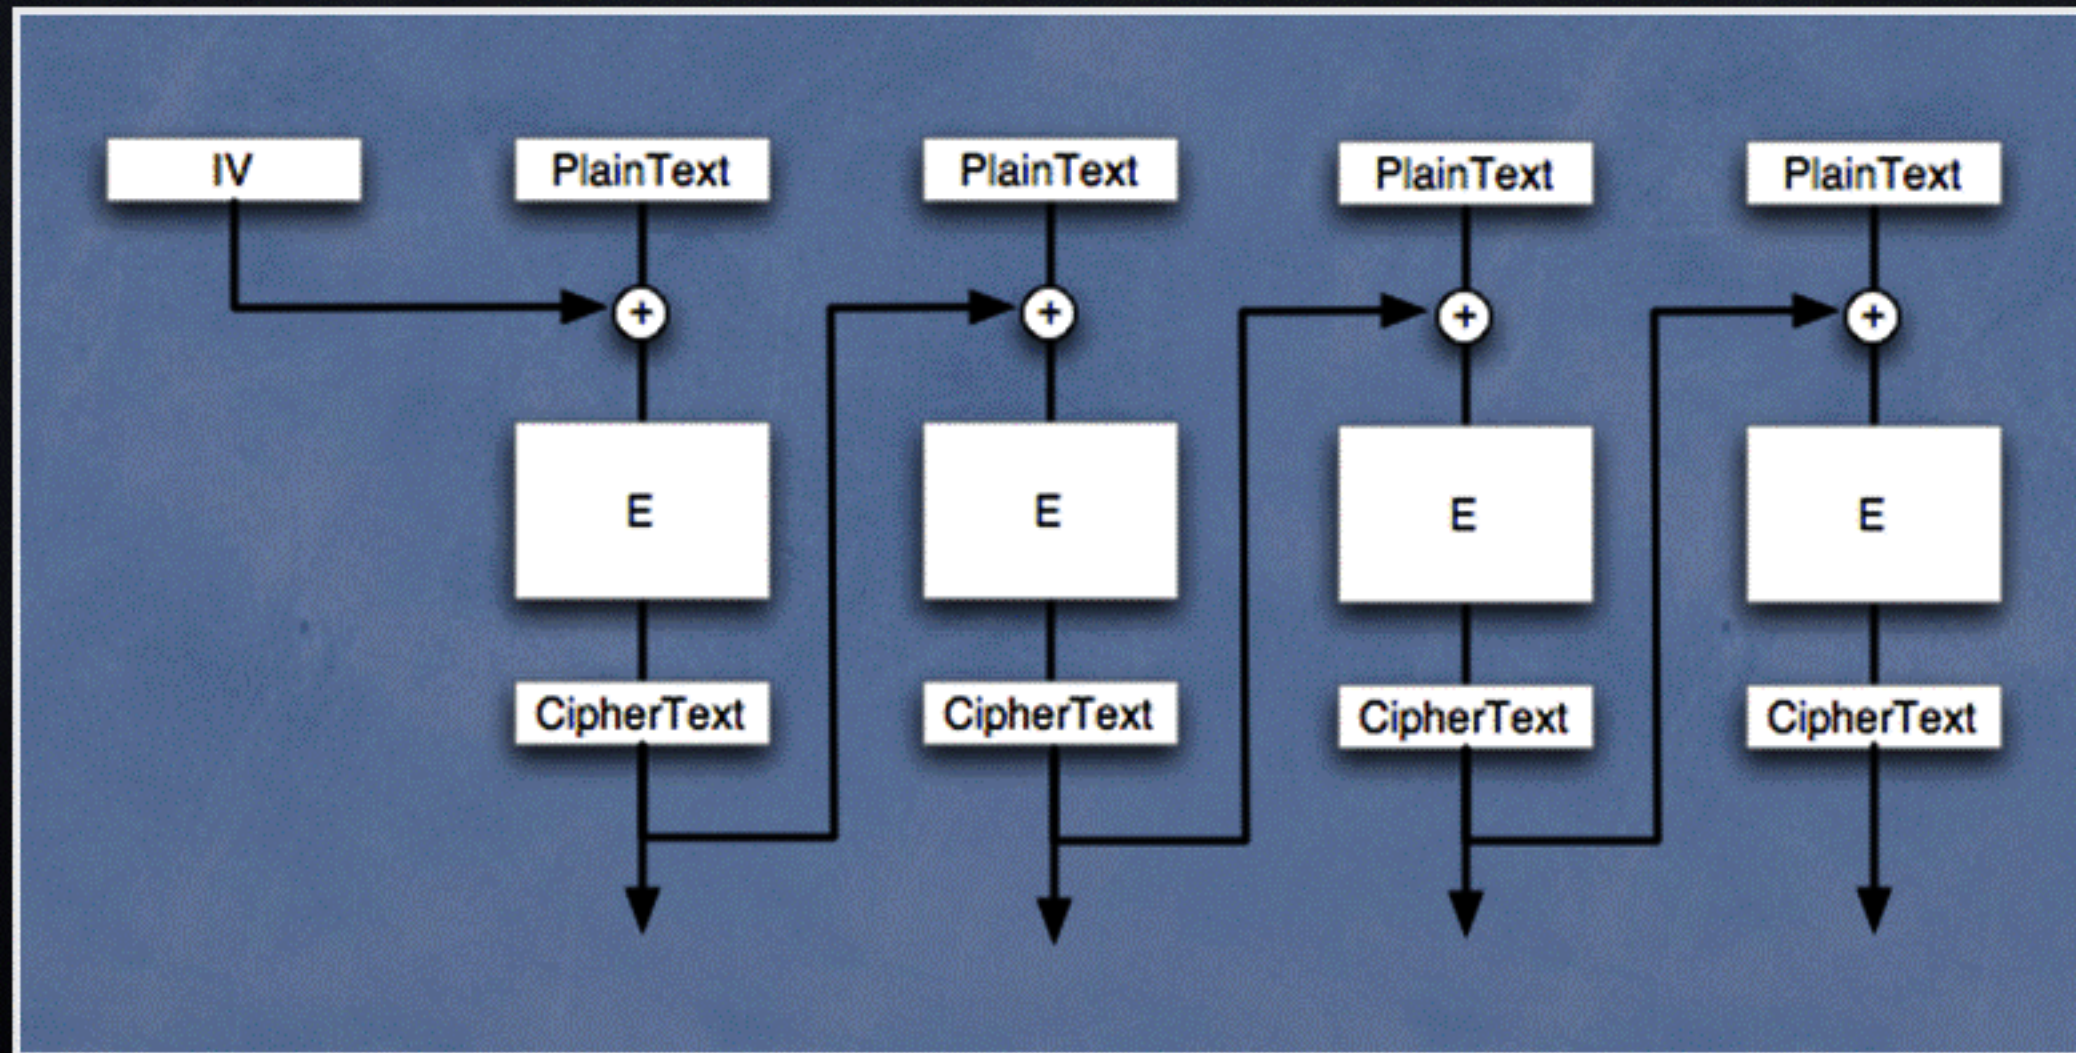 IV
PlainText
PlainText
PlainText
PlainText
+
+
+
+
E
E
E
E
CipherText
CipherText
CipherText
CipherText